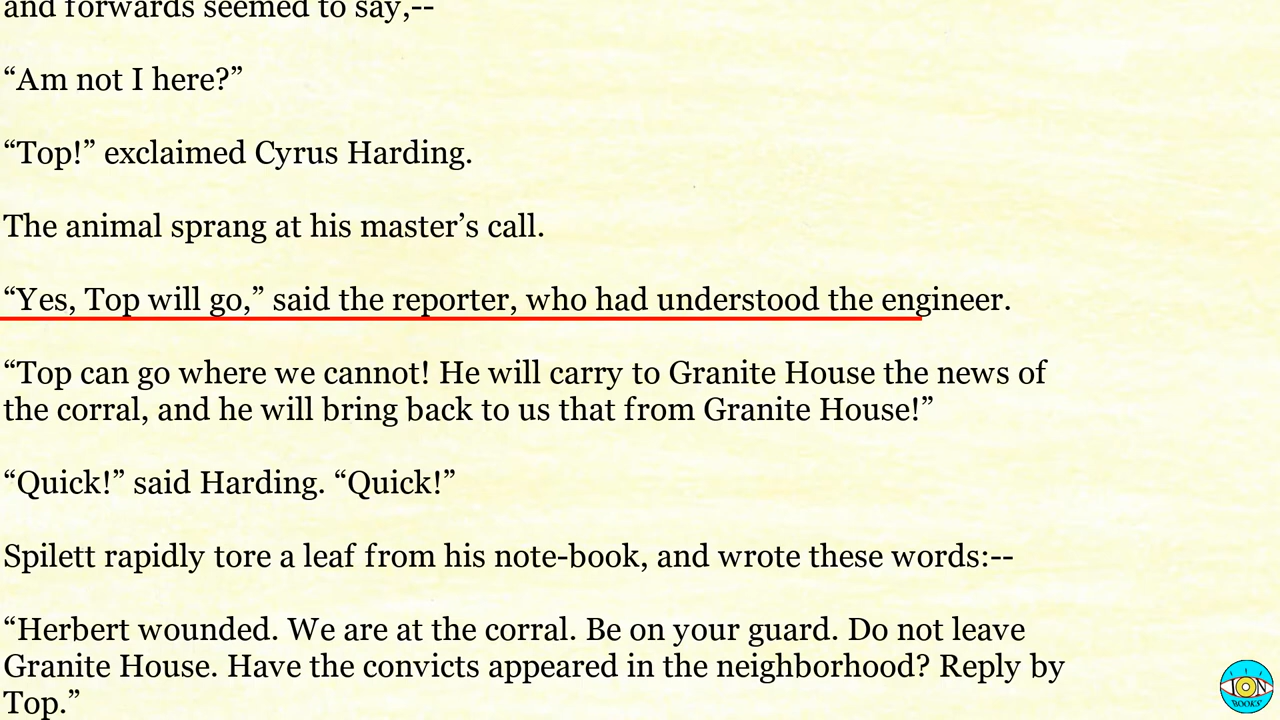 and forwards seemed to say,--
“Am not I here?”
“Top!” exclaimed Cyrus Harding.
The animal sprang at his master’s call.
“Yes, Top will go,” said the reporter, who had understood the engineer.
“Top can go where we cannot! He will carry to Granite House the news of
the corral, and he will bring back to us that from Granite House!”
“Quick!” said Harding. “Quick!”
Spilett rapidly tore a leaf from his note-book, and wrote these words:--
“Herbert wounded. We are at the corral. Be on your guard. Do not leave
Granite House. Have the convicts appeared in the neighborhood? Reply by
Top.”
ION
BOOKS